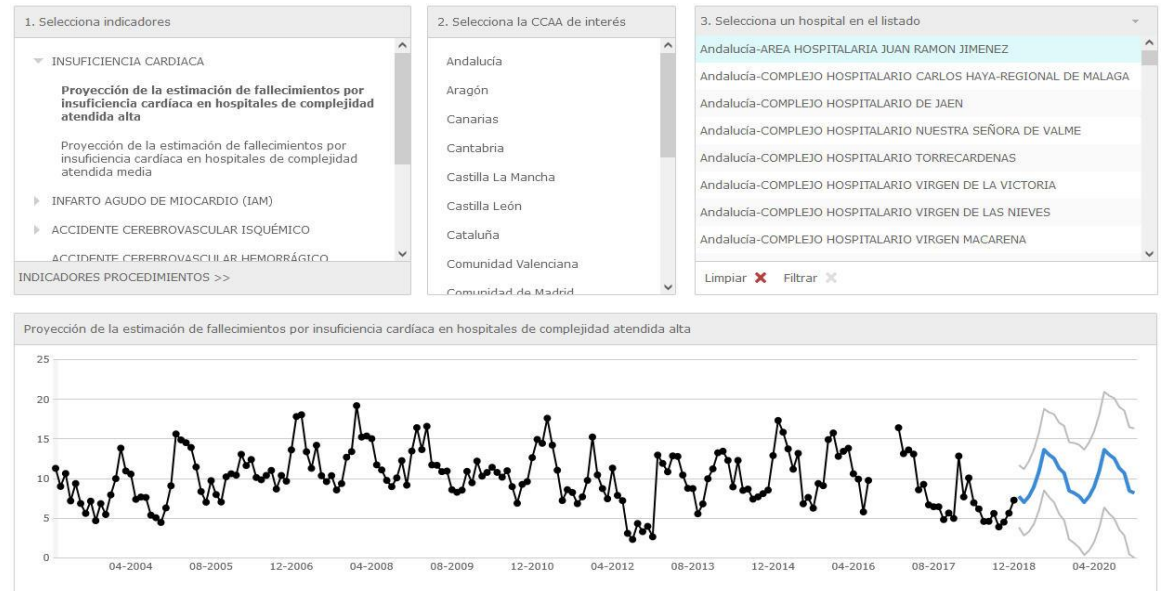 1. Selecciona indicadores
INSUFICIENCIA CARDIACA
Proyección de la estimación de fallecimientos por
insuficiencia cardíaca en hospitales de complejidad
atendida alta
Proyección de la estimación de fallecimientos por
insuficiencia cardíaca en hospitales de complejidad
atendida media
INFARTO AGUDO DE MIOCARDIO (IAM)
ACCIDENTE CEREBROVASCULAR ISQUÉMICO
ACCIDENTE CEREBROVASCULAR HEMORRÁGICO
INDICADORES PROCEDIMIENTOS >>
2. Selecciona la CCAA de interés
Andalucía
Aragón
Canarias
Cantabria
Castilla La Mancha
Castilla León
Cataluña
Comunidad Valenciana
Comunidad de Madrid
3. Selecciona un hospital en el listado
Andalucía-AREA HOSPITALARIA JUAN RAMON JIMENEZ
Andalucía-COMPLEJO HOSPITALARIO CARLOS HAYA-REGIONAL DE MALAGA
Andalucía-COMPLEJO HOSPITALARIO DE JAEN
Andalucía-COMPLEJO HOSPITALARIO NUESTRA SEÑORA DE VALME
Andalucía-COMPLEJO HOSPITALARIO TORRECARDENAS
Andalucía-COMPLEJO HOSPITALARIO VIRGEN DE LA VICTORIA
Andalucía-COMPLEJO HOSPITALARIO VIRGEN DE LAS NIEVES
Andalucía-COMPLEJO HOSPITALARIO VIRGEN MACARENA
Limpiar Filtrar
Proyección de la estimación de fallecimientos por insuficiencia cardíaca en hospitales de complejidad atendida alta
25
20
15
10
5
0
04-2004 08-2005 12-2006 04-2008 08-2009 12-2010 04-2012 08-2013 12-2014 04-2016 08-2017 12-2018 04-2020